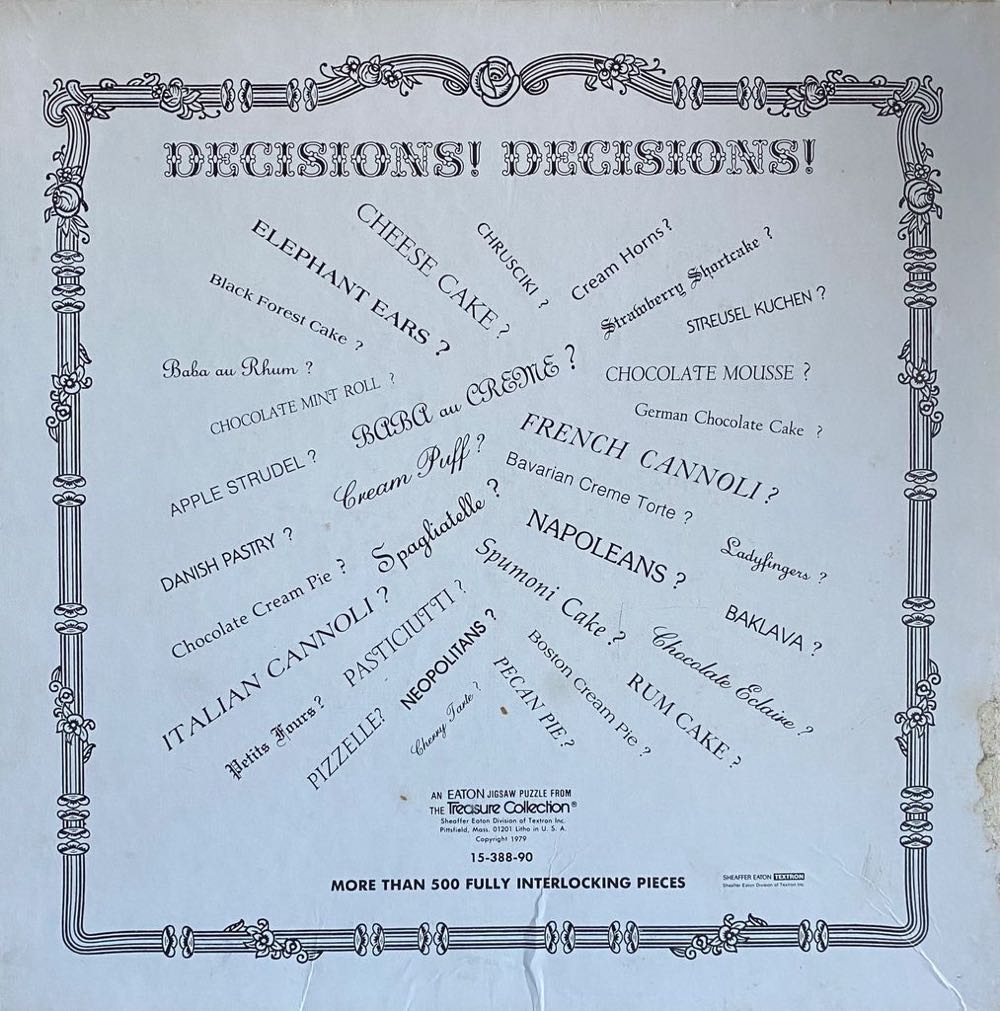 DECISIONS! DECISIONS!
ELEPHANT EARS ?
CHEESE CAKE ?
CHRUSCIKI ?
Cream Horns?
Strawberry Shortcake ?
Black Forest Cake ?
STREUSEL KUCHEN ?
Baba au Rhum ?
CHOCOLATE MINT ROLL ?
BABA au CREME ?
CHOCOLATE MOUSSE ?
German Chocolate Cake ?
APPLE STRUDEL ?
Cream Puff ?
FRENCH CANNOLI ?
Bavarian Creme Torte ?
DANISH PASTRY ?
Spagliatelle ?
NAPOLEANS ?
Ladyfingers ?
Chocolate Cream Pie ?
Spumoni Cake ?
BAKLAVA ?
ITALIAN CANNOLI ?
PASTICIUTTI ?
NEOPOLITANS ?
Boston Cream Pie ?
Chocolate Eclaire ?
Petits Fours ?
PIZZELLE?
Cherry Tarte ?
PECAN PIE ?
RUM CAKE ?
AN EATON JIGSAW PUZZLE FROM
THE Treasure Collection®
Sheaffer Eaton Division of Textron Inc.
Pittsfield, Mass. 01201 Litho in U. S. A.
Copyright 1979
15-388-90
MORE THAN 500 FULLY INTERLOCKING PIECES
SHEAFFER EATON TEXTRON
Sheaffer Eaton Division of Textron Inc.